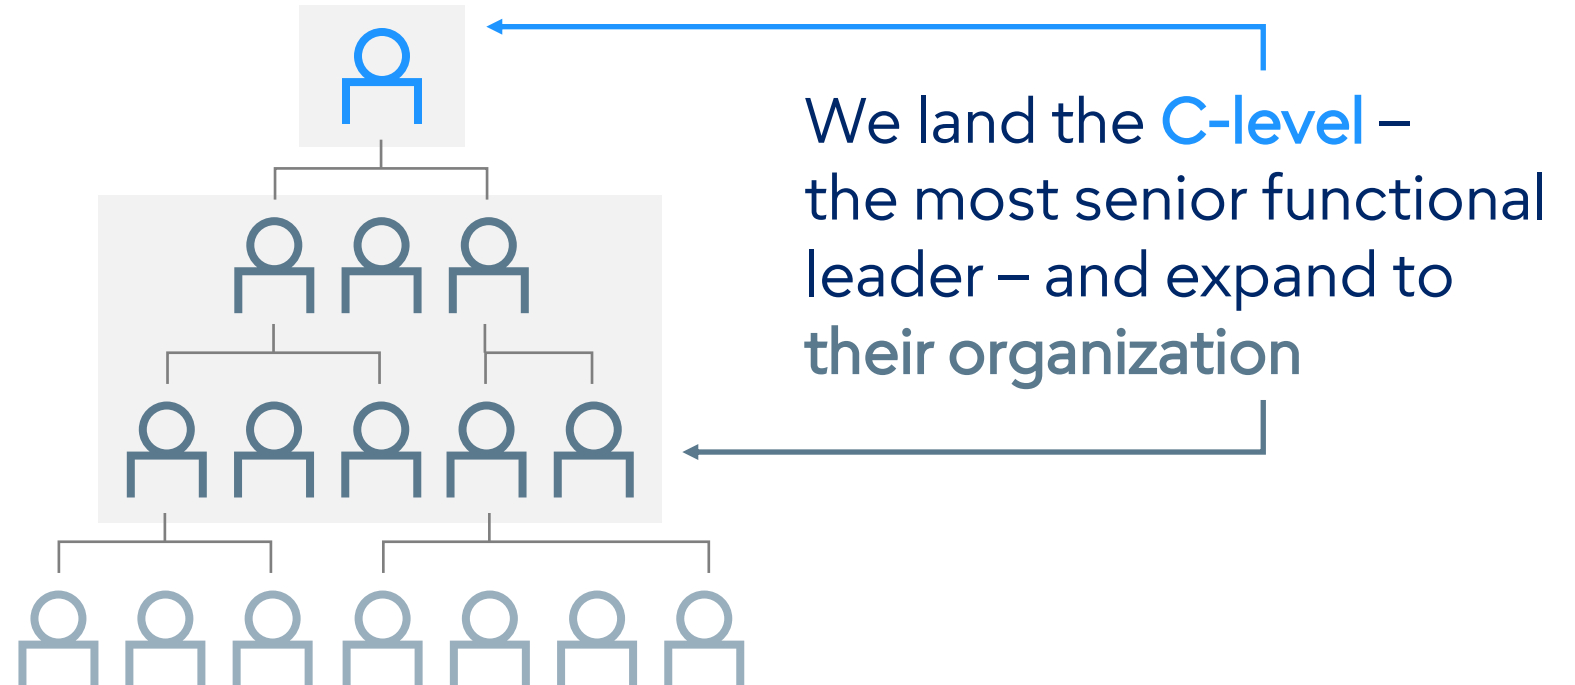 We land the C-level –
the most senior functional
leader – and expand to
their organization